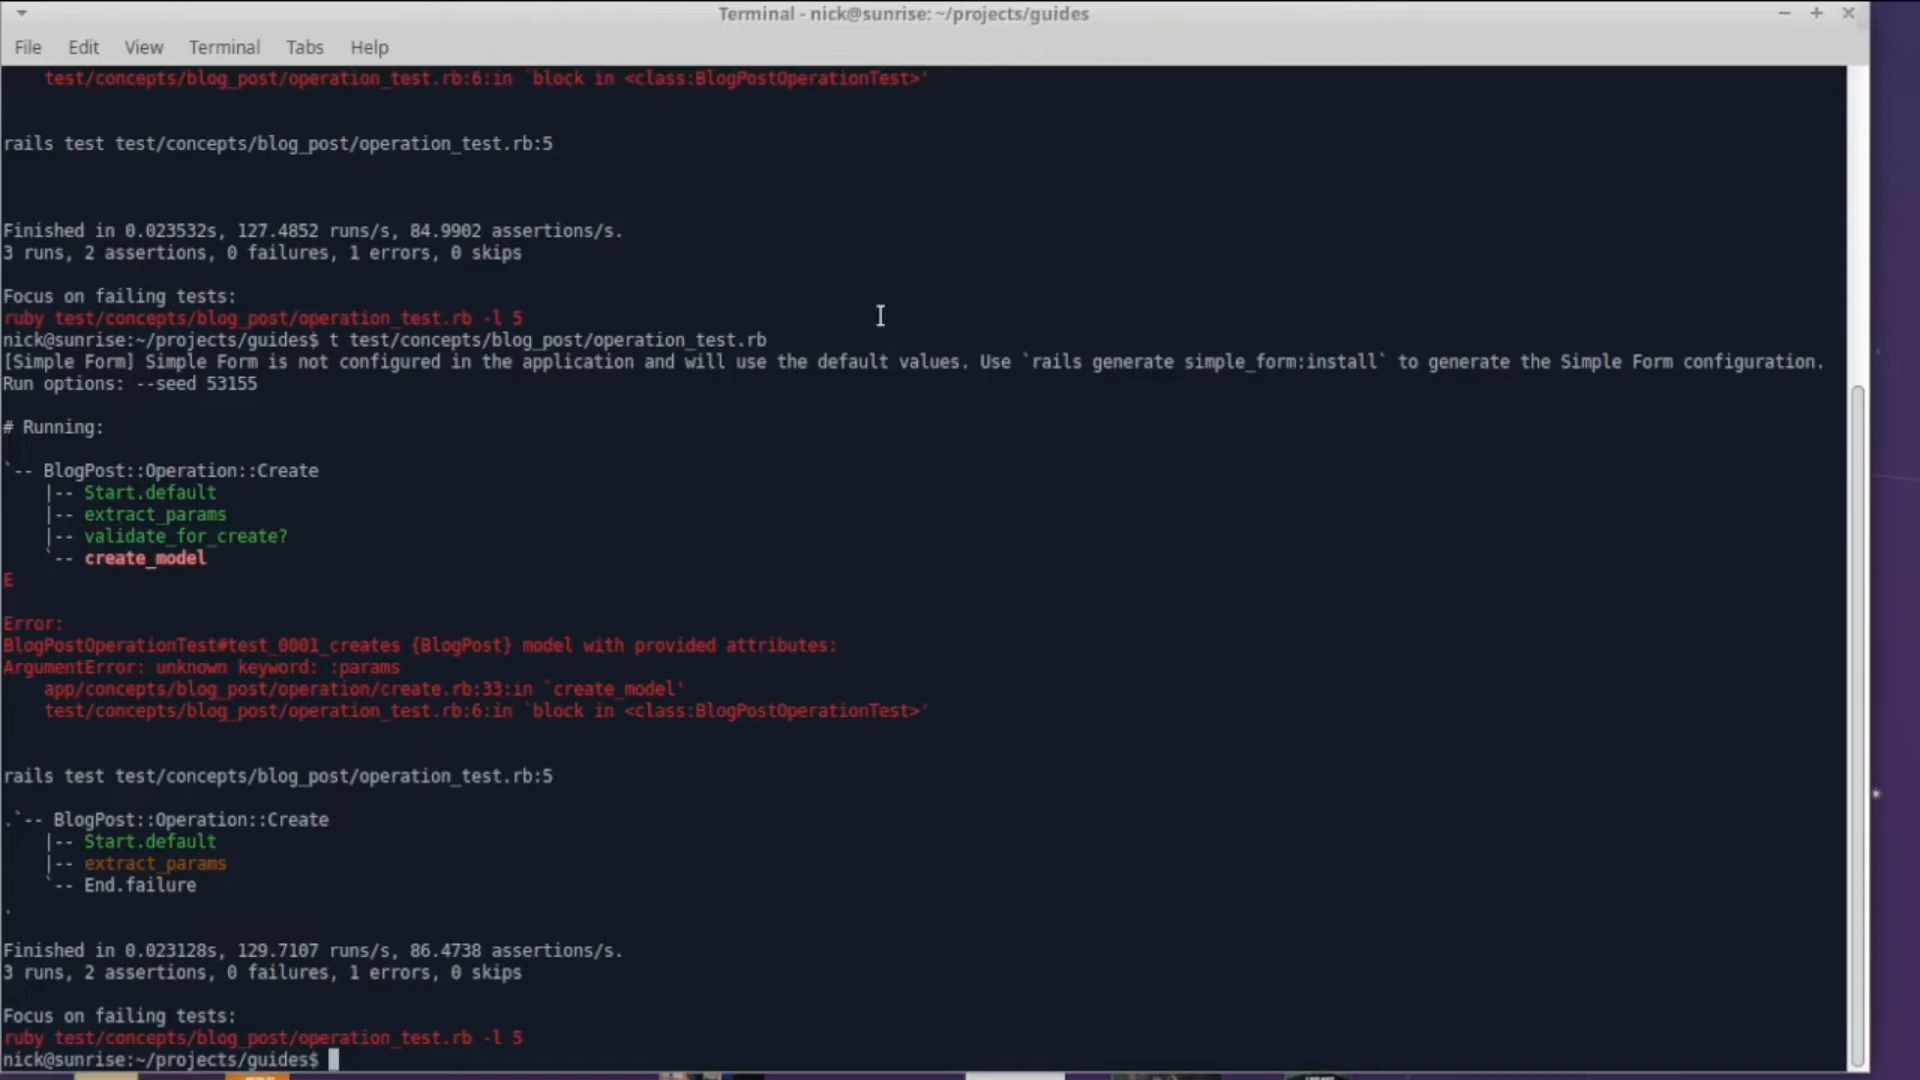 Terminal - nick@sunrise: ~/projects/guides
File Edit View Terminal Tabs Help
test/concepts/blog_post/operation_test.rb:6:in `block in <class:BlogPostOperationTest>'
rails test test/concepts/blog_post/operation_test.rb:5
Finished in 0.023532s, 127.4852 runs/s, 84.9902 assertions/s.
3 runs, 2 assertions, 0 failures, 1 errors, 0 skips
Focus on failing tests:
ruby test/concepts/blog_post/operation_test.rb -l 5
nick@sunrise:~/projects/guides$ t test/concepts/blog_post/operation_test.rb
[Simple Form] Simple Form is not configured in the application and will use the default values. Use `rails generate simple_form:install` to generate the Simple Form configuration.
Run options: --seed 53155
# Running:
`-- BlogPost::Operation::Create
|-- Start.default
|-- extract_params
|-- validate_for_create?
`-- create_model
E
Error:
BlogPostOperationTest#test_0001_creates {BlogPost} model with provided attributes:
ArgumentError: unknown keyword: :params
app/concepts/blog_post/operation/create.rb:33:in `create_model'
test/concepts/blog_post/operation_test.rb:6:in `block in <class:BlogPostOperationTest>'
rails test test/concepts/blog_post/operation_test.rb:5
.`-- BlogPost::Operation::Create
|-- Start.default
|-- extract_params
`-- End.failure
.
Finished in 0.023128s, 129.7107 runs/s, 86.4738 assertions/s.
3 runs, 2 assertions, 0 failures, 1 errors, 0 skips
Focus on failing tests:
ruby test/concepts/blog_post/operation_test.rb -l 5
nick@sunrise:~/projects/guides$